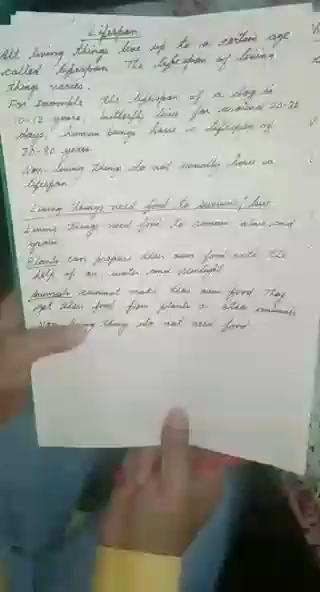 Lifespan
All living things live up to a certain age
called lifespan. The lifespan of living
things varies.
For Example the lifespan of a dog is
10-12 years, butterfly lives for around 20-30
days, human beings have a lifespan of
70-80 years.
Non living things do not usually have a
lifespan
Living things need food to survive/live
Living things need food to remain alive and
grow
Plants can prepare their own food with the
help of air, water and sunlight
Animals cannot make their own food They
get their food from plants or other animals
Non living things do not need food